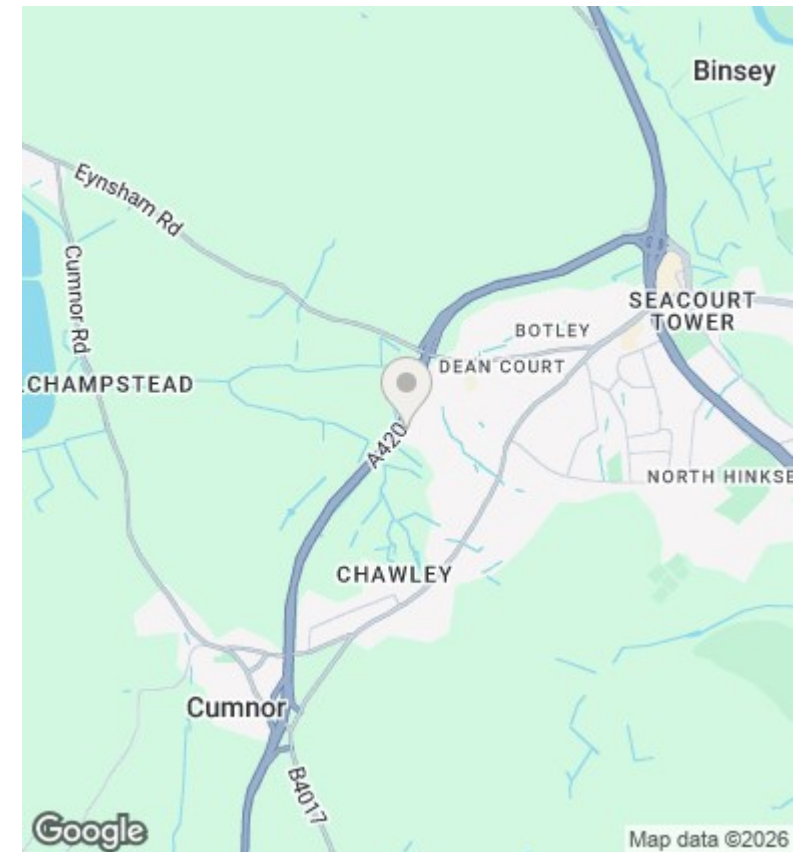 Binsey
Eynsham Rd
Cumnor Rd
SEACOURT
TOWER
BOTLEY
DEAN COURT
LCHAMPSTEAD
A420
NORTH HINKSE
CHAWLEY
Cumnor
B4017
Google
Map data ©2026